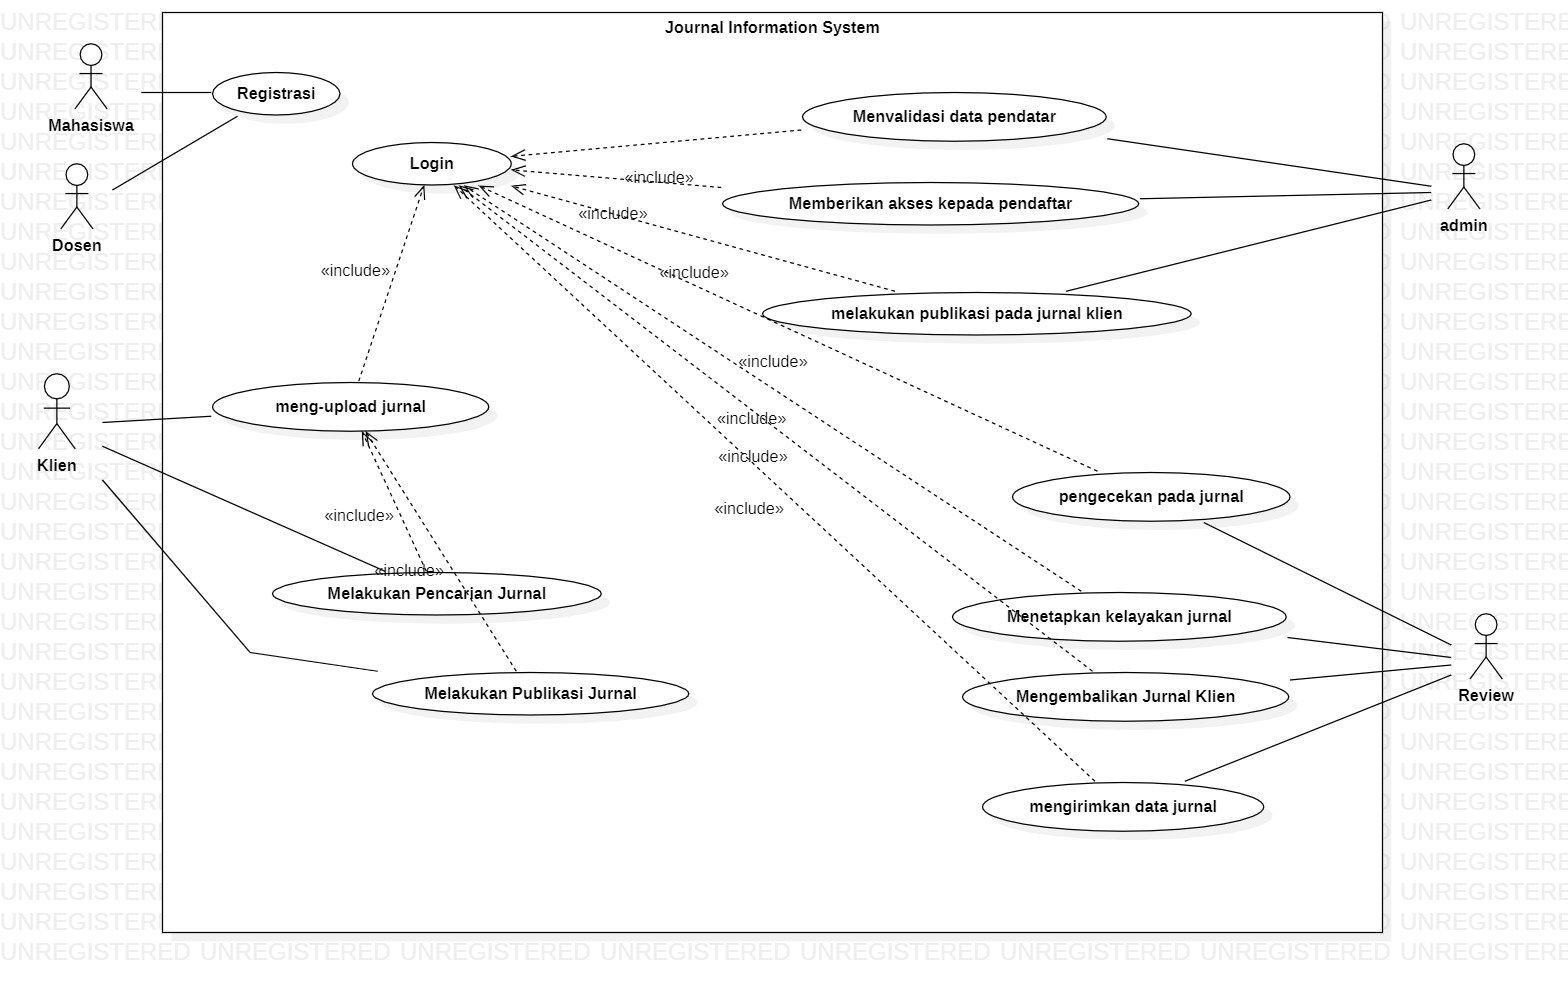 Journal Information System
Mahasiswa
Registrasi
Dosen
Login
Menvalidasi data pendatar
«include»
Memberikan akses kepada pendaftar
admin
«include»
«include»
«include»
melakukan publikasi pada jurnal klien
«include»
meng-upload jurnal
«include»
«include»
Klien
pengecekan pada jurnal
«include»
«include»
«include»
Melakukan Pencarian Jurnal
Menetapkan kelayakan jurnal
Melakukan Publikasi Jurnal
Mengembalikan Jurnal Klien
Review
mengirimkan data jurnal
UNREGISTERED UNREGISTERED UNREGISTERED UNREGISTERED UNREGISTERED UNREGISTERED UNREGISTERED UNREGISTERED